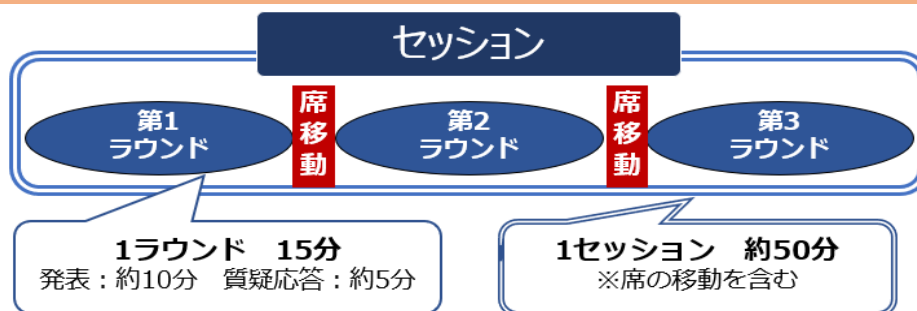 セッション
第1
ラウンド
席移動
第2
ラウンド
席移動
第3
ラウンド
1ラウンド　15分
発表：約10分　質疑応答：約5分
1セッション　約50分
※席の移動を含む